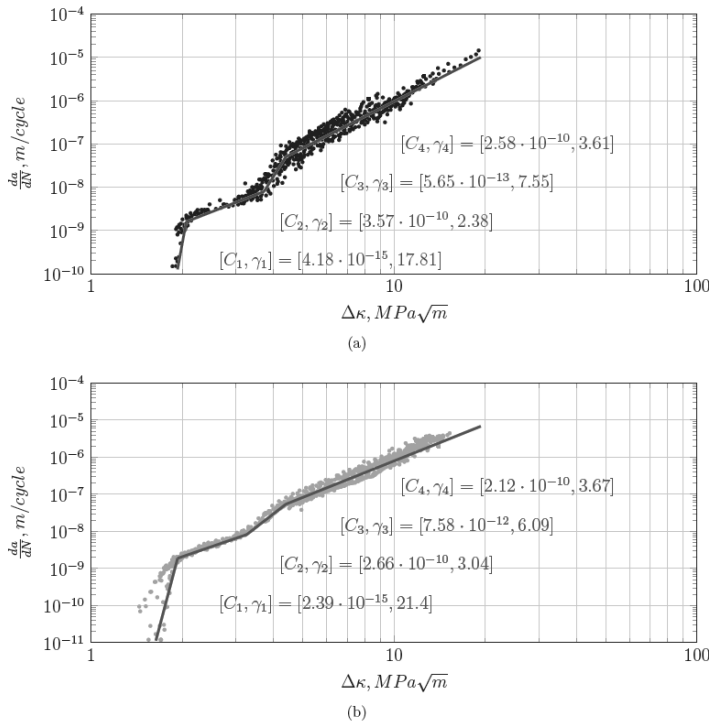 10⁻⁴
10⁻⁵
10⁻⁶
10⁻⁷
10⁻⁸
10⁻⁹
10⁻¹⁰
da/dN, m/cycle
[C₄, γ₄] = [2.58 · 10⁻¹⁰, 3.61]
[C₃, γ₃] = [5.65 · 10⁻¹³, 7.55]
[C₂, γ₂] = [3.57 · 10⁻¹⁰, 2.38]
[C₁, γ₁] = [4.18 · 10⁻¹⁵, 17.81]
1 10 100
Δκ, MPa√m
(a)
10⁻⁴
10⁻⁵
10⁻⁶
10⁻⁷
10⁻⁸
10⁻⁹
10⁻¹⁰
10⁻¹¹
da/dN, m/cycle
[C₄, γ₄] = [2.12 · 10⁻¹⁰, 3.67]
[C₃, γ₃] = [7.58 · 10⁻¹², 6.09]
[C₂, γ₂] = [2.66 · 10⁻¹⁰, 3.04]
[C₁, γ₁] = [2.39 · 10⁻¹⁵, 21.4]
1 10 100
Δκ, MPa√m
(b)